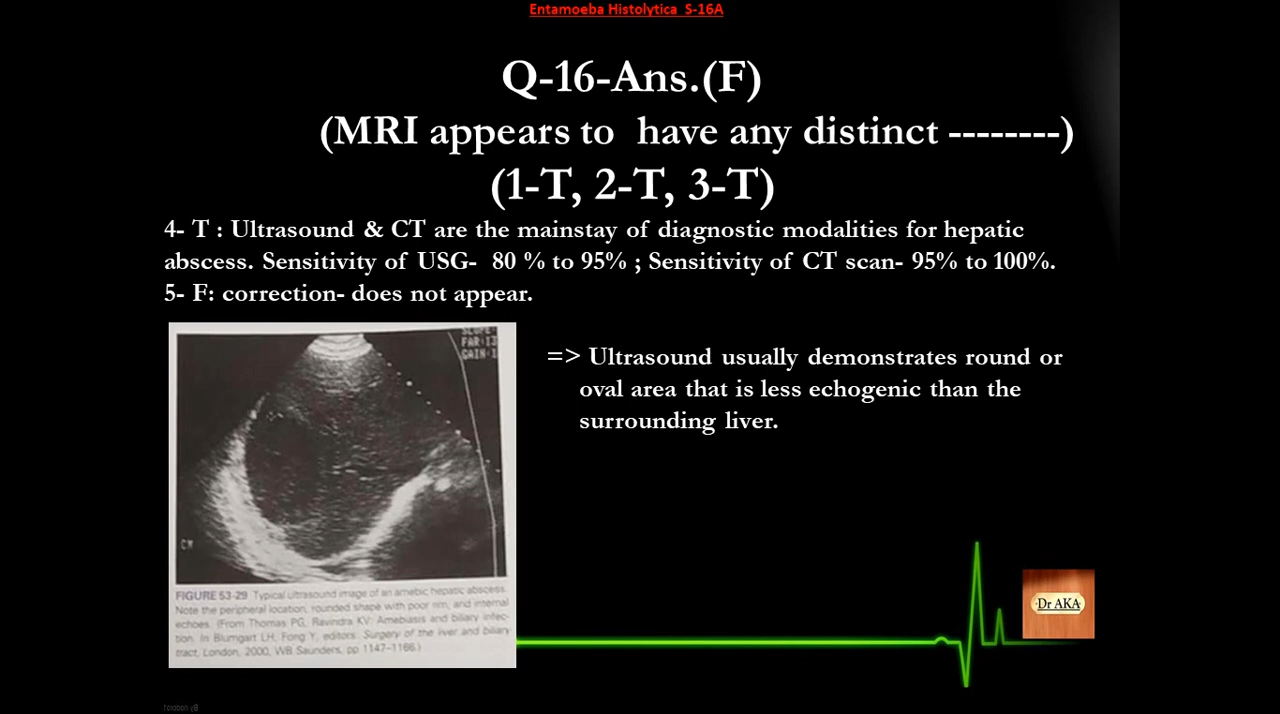 Entamoeba Histolytica S-16A
Q-16-Ans.(F)
(MRI appears to have any distinct --------)
(1-T, 2-T, 3-T)
4- T : Ultrasound & CT are the mainstay of diagnostic modalities for hepatic
abscess. Sensitivity of USG- 80 % to 95% ; Sensitivity of CT scan- 95% to 100%.
5- F: correction- does not appear.
FAR:13
GAIN:1
=> Ultrasound usually demonstrates round or
oval area that is less echogenic than the
surrounding liver.
CM
FIGURE 53-29 Typical ultrasound image of an amebic hepatic abscess.
Note the peripheral location, rounded shape with poor rim, and internal
echoes. (From Thomas PG, Ravindra KV: Amebiasis and biliary infec-
tion. In Blumgart LH, Fong Y, editors: Surgery of the liver and biliary
tract, London, 2000, WB Saunders, pp 1147-1166.)
Dr AKA